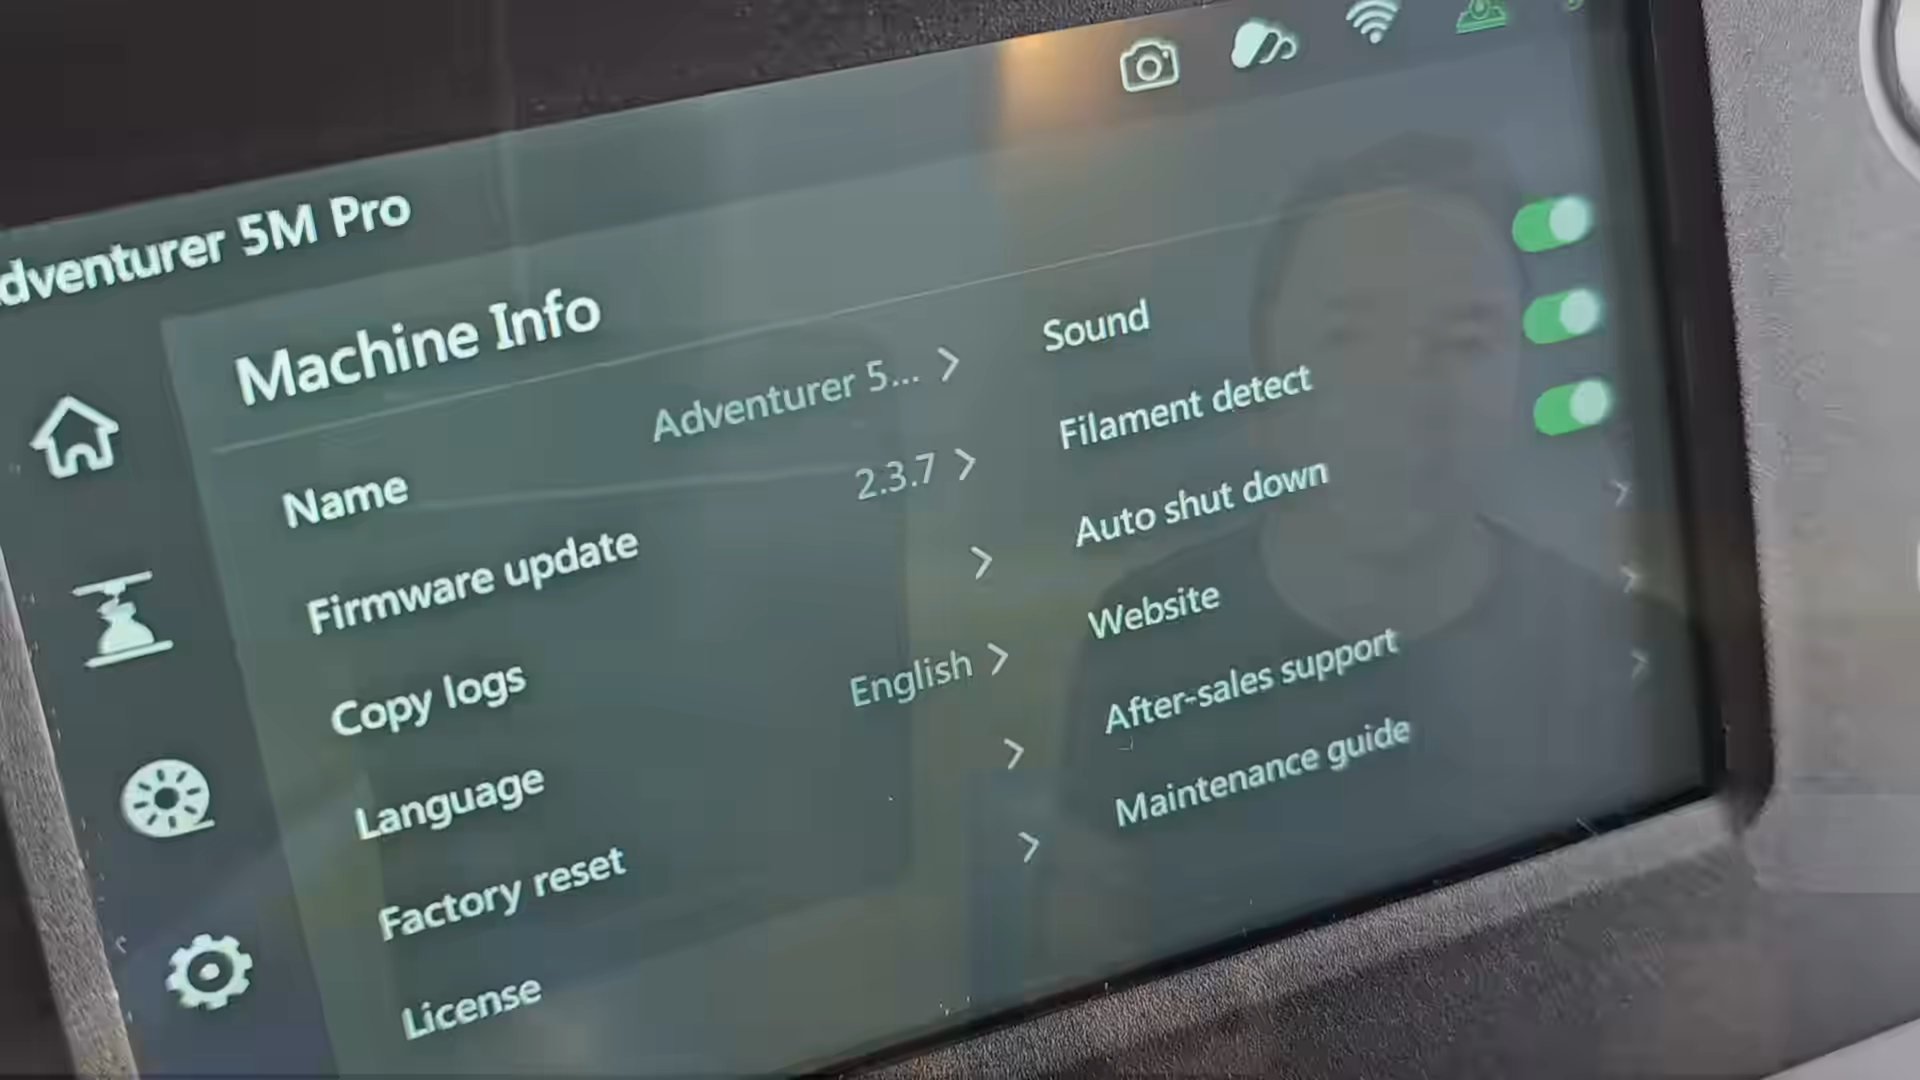 dventurer 5M Pro
Machine Info
Name Adventurer 5... >
Firmware update 2.3.7 >
Copy logs >
Language English >
Factory reset >
License >
Sound
Filament detect
Auto shut down
Website >
After-sales support >
Maintenance guide >